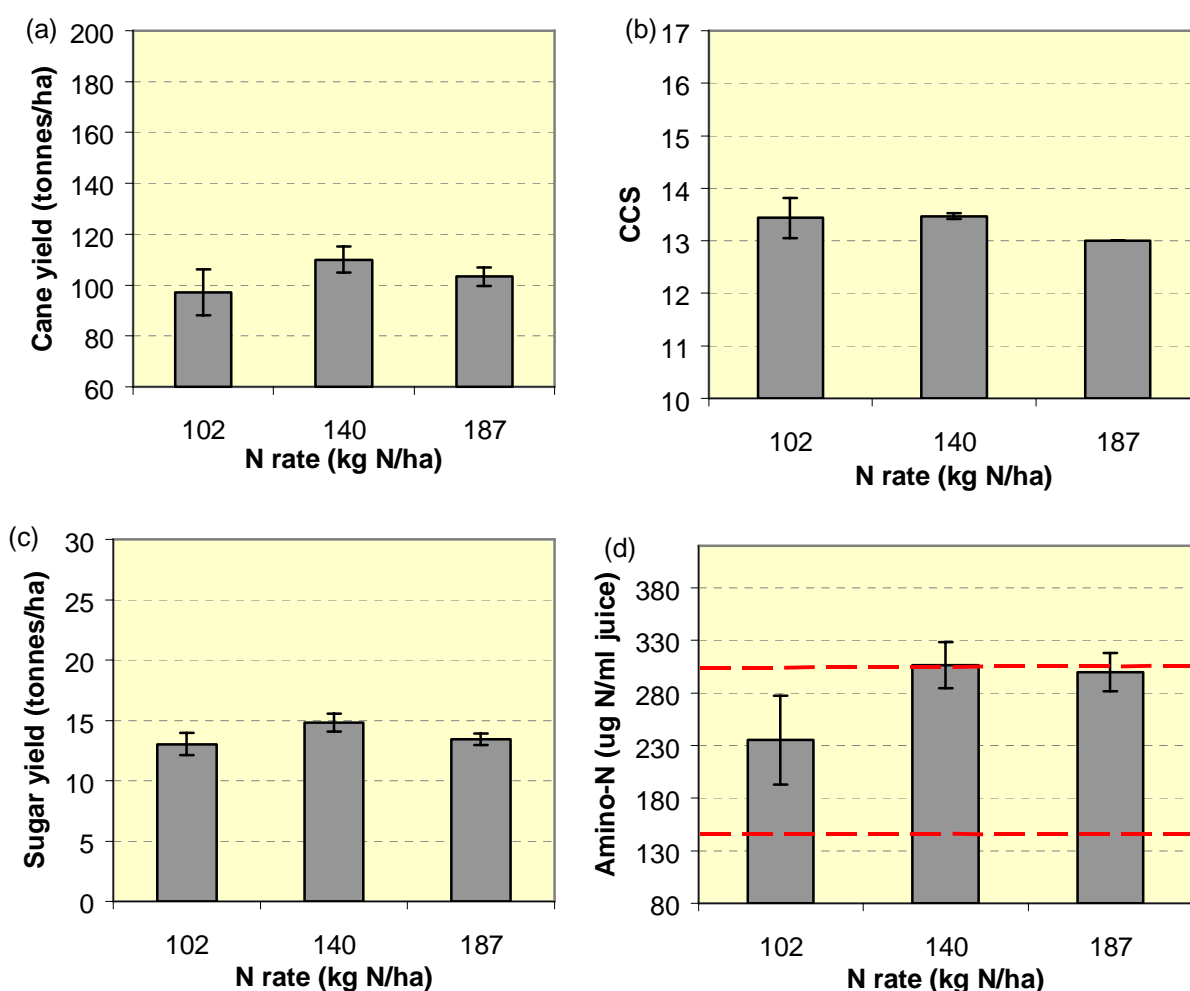 (a)
Cane yield (tonnes/ha)
200
180
160
140
120
100
80
60
102 140 187
N rate (kg N/ha)
(b)
CCS
17
16
15
14
13
12
11
10
102 140 187
N rate (kg N/ha)
(c)
Sugar yield (tonnes/ha)
30
25
20
15
10
5
0
102 140 187
N rate (kg N/ha)
(d)
Amino-N (ug N/ml juice)
380
330
280
230
180
130
80
102 140 187
N rate (kg N/ha)